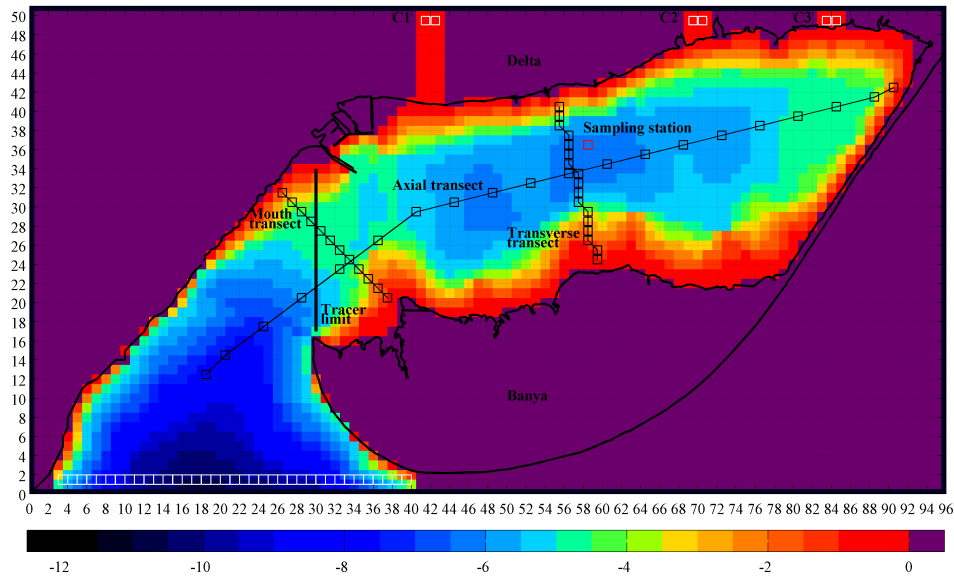 50
C1
C2
C3
48
46
Delta
44
42
40
38
Sampling station
36
34
Axial transect
32
30
Mouth
transect
28
Transverse
transect
26
24
22
20
Tracer
limit
18
16
14
12
10
Banya
8
6
4
2
0
0 2 4 6 8 10 12 14 16 18 20 22 24 26 28 30 32 34 36 38 40 42 44 46 48 50 52 54 56 58 60 62 64 66 68 70 72 74 76 78 80 82 84 86 88 90 92 94 96
-12 -10 -8 -6 -4 -2 0